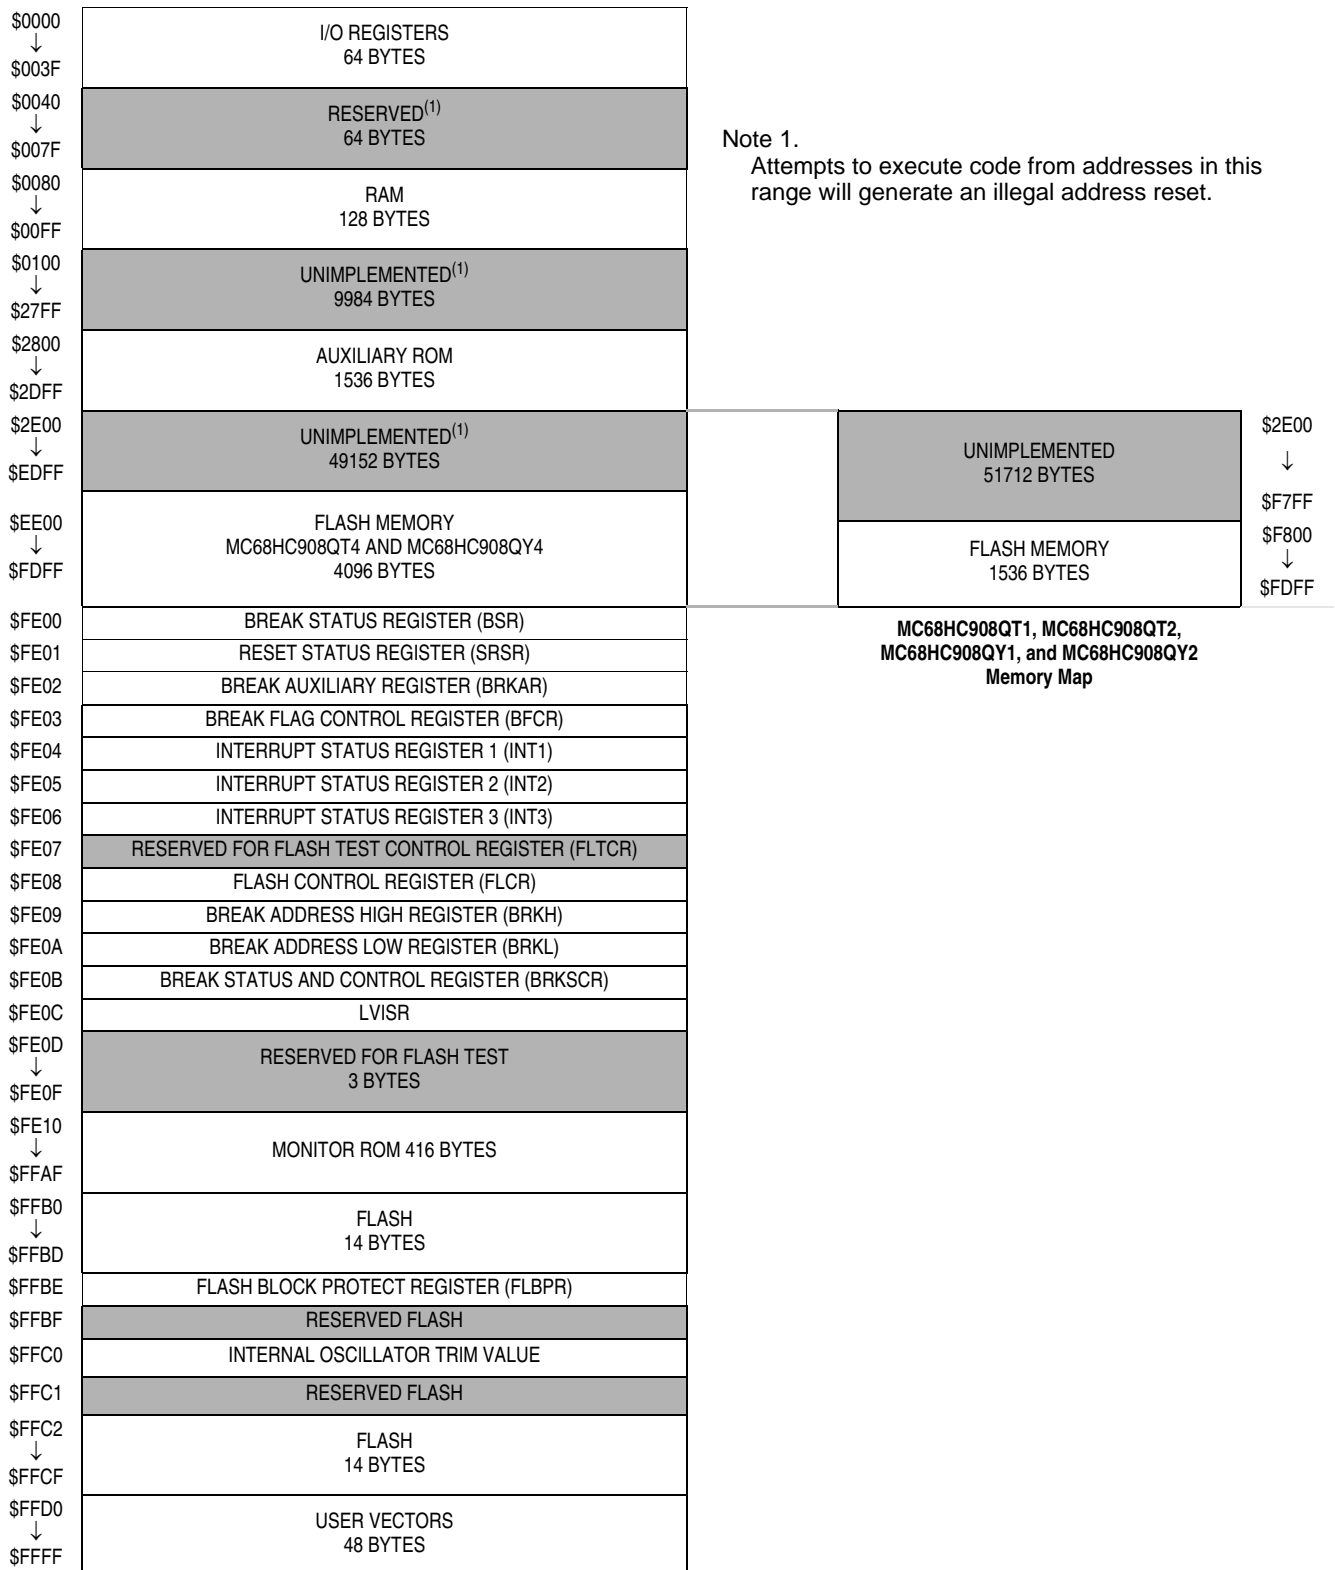 $0000
↓
$003F
I/O REGISTERS
64 BYTES
$0040
↓
$007F
RESERVED(1)
64 BYTES
Note 1.
Attempts to execute code from addresses in this
range will generate an illegal address reset.
$0080
↓
$00FF
RAM
128 BYTES
$0100
↓
$27FF
UNIMPLEMENTED(1)
9984 BYTES
$2800
↓
$2DFF
AUXILIARY ROM
1536 BYTES
$2E00
↓
$EDFF
UNIMPLEMENTED(1)
49152 BYTES
UNIMPLEMENTED
51712 BYTES
$2E00
↓
$F7FF
$EE00
↓
$FDFF
FLASH MEMORY
MC68HC908QT4 AND MC68HC908QY4
4096 BYTES
FLASH MEMORY
1536 BYTES
$F800
↓
$FDFF
MC68HC908QT1, MC68HC908QT2,
MC68HC908QY1, and MC68HC908QY2
Memory Map
$FE00 BREAK STATUS REGISTER (BSR)
$FE01 RESET STATUS REGISTER (SRSR)
$FE02 BREAK AUXILIARY REGISTER (BRKAR)
$FE03 BREAK FLAG CONTROL REGISTER (BFCR)
$FE04 INTERRUPT STATUS REGISTER 1 (INT1)
$FE05 INTERRUPT STATUS REGISTER 2 (INT2)
$FE06 INTERRUPT STATUS REGISTER 3 (INT3)
$FE07 RESERVED FOR FLASH TEST CONTROL REGISTER (FLTCR)
$FE08 FLASH CONTROL REGISTER (FLCR)
$FE09 BREAK ADDRESS HIGH REGISTER (BRKH)
$FE0A BREAK ADDRESS LOW REGISTER (BRKL)
$FE0B BREAK STATUS AND CONTROL REGISTER (BRKSCR)
$FE0C LVISR
$FE0D
↓
$FE0F
RESERVED FOR FLASH TEST
3 BYTES
$FE10
↓
$FFAF
MONITOR ROM 416 BYTES
$FFB0
↓
$FFBD
FLASH
14 BYTES
$FFBE FLASH BLOCK PROTECT REGISTER (FLBPR)
$FFBF RESERVED FLASH
$FFC0 INTERNAL OSCILLATOR TRIM VALUE
$FFC1 RESERVED FLASH
$FFC2
↓
$FFCF
FLASH
14 BYTES
$FFD0
↓
$FFFF
USER VECTORS
48 BYTES